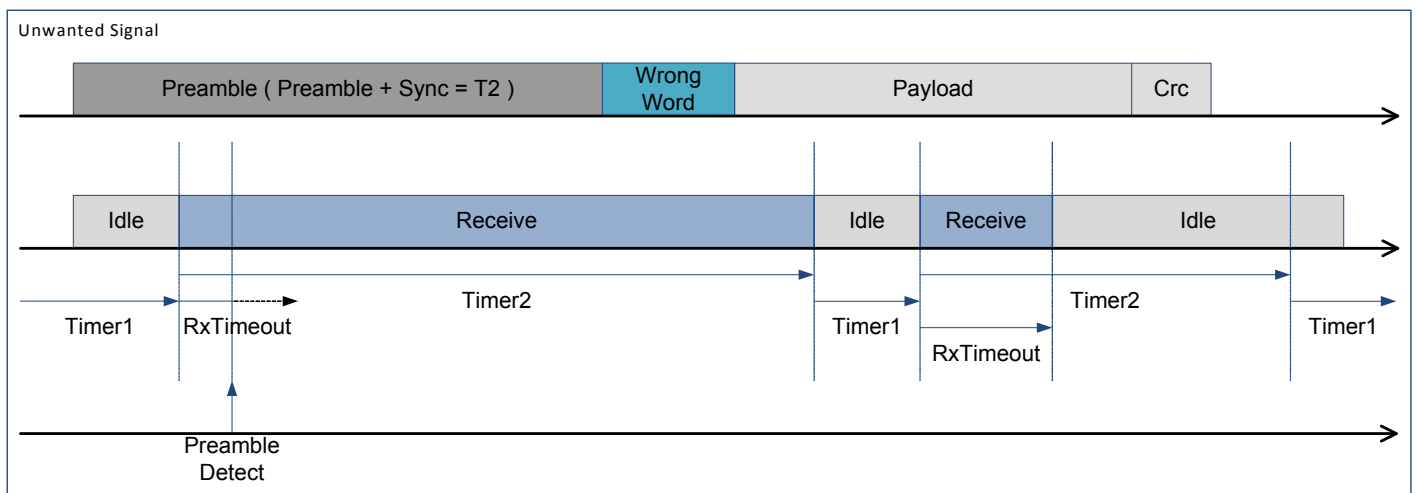 Unwanted Signal
Preamble ( Preamble + Sync = T2 )
Wrong
Word
Payload
Crc
Idle
Receive
Idle
Receive
Idle
Timer2
Timer2
Timer1
RxTimeout
Timer1
Timer1
RxTimeout
Preamble
Detect